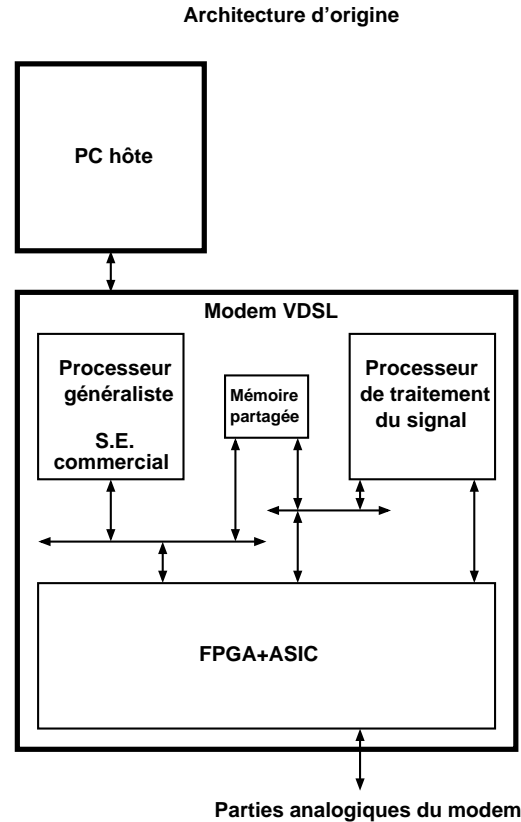 Architecture d'origine
PC hôte
Modem VDSL
Processeur
généraliste
S.E.
commercial
Mémoire
partagée
Processeur
de traitement
du signal
FPGA+ASIC
Parties analogiques du modem